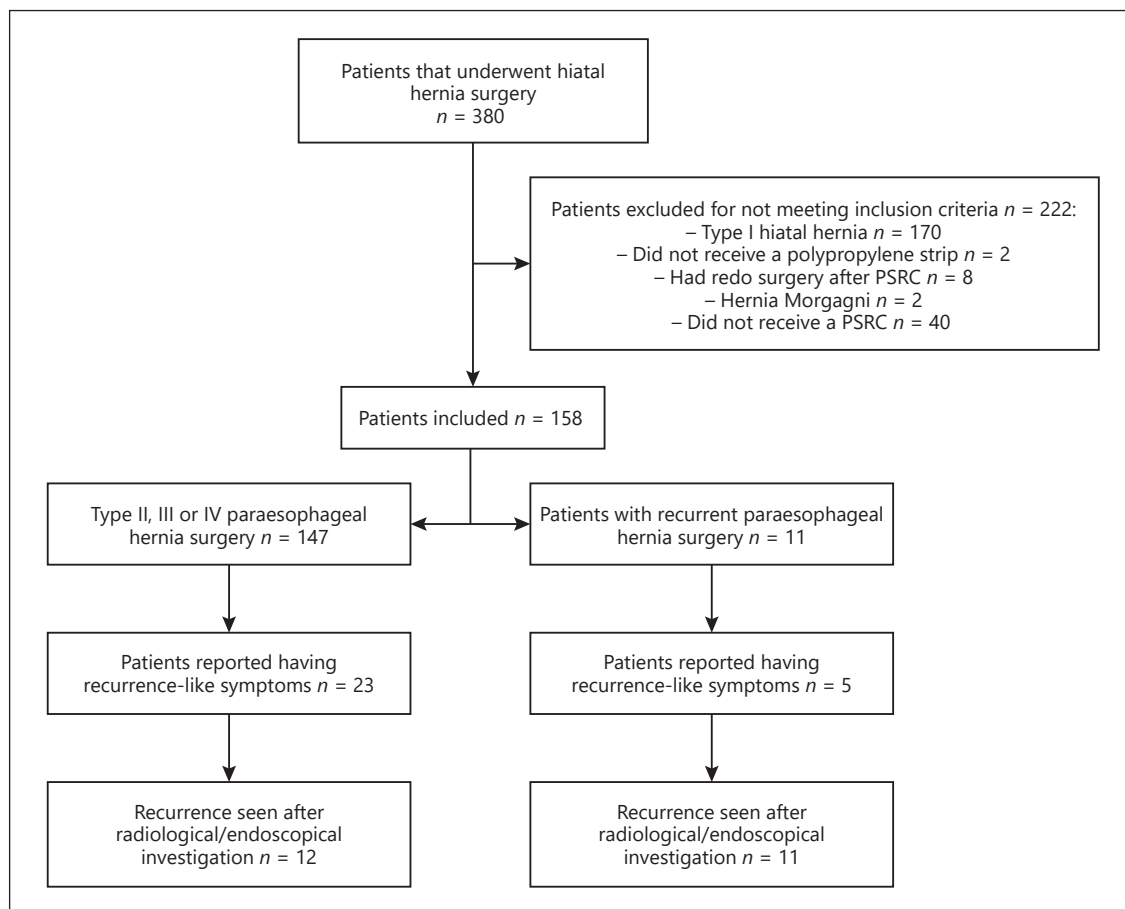 Patients that underwent hiatal
hernia surgery
n = 380
Patients excluded for not meeting inclusion criteria n = 222:
– Type I hiatal hernia n = 170
– Did not receive a polypropylene strip n = 2
– Had redo surgery after PSRC n = 8
– Hernia Morgagni n = 2
– Did not receive a PSRC n = 40
Patients included n = 158
Type II, III or IV paraesophageal
hernia surgery n = 147
Patients with recurrent paraesophageal
hernia surgery n = 11
Patients reported having
recurrence-like symptoms n = 23
Patients reported having
recurrence-like symptoms n = 5
Recurrence seen after
radiological/endoscopical
investigation n = 12
Recurrence seen after
radiological/endoscopical
investigation n = 11